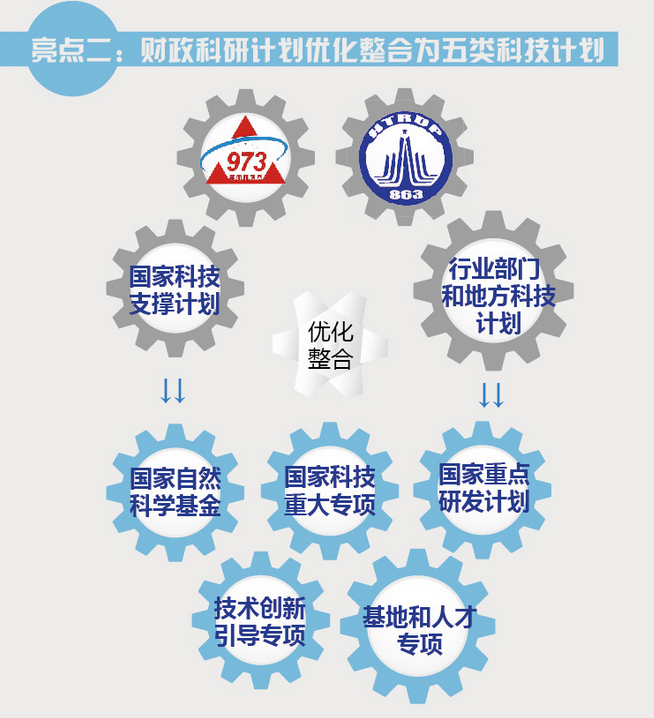 亮点二：财政科研计划优化整合为五类科技计划
973
HTRDP
863
国家科技
支撑计划
行业部门
和地方科技
计划
优化
整合
国家自然
科学基金
国家科技
重大专项
国家重点
研发计划
技术创新
引导专项
基地和人才
专项